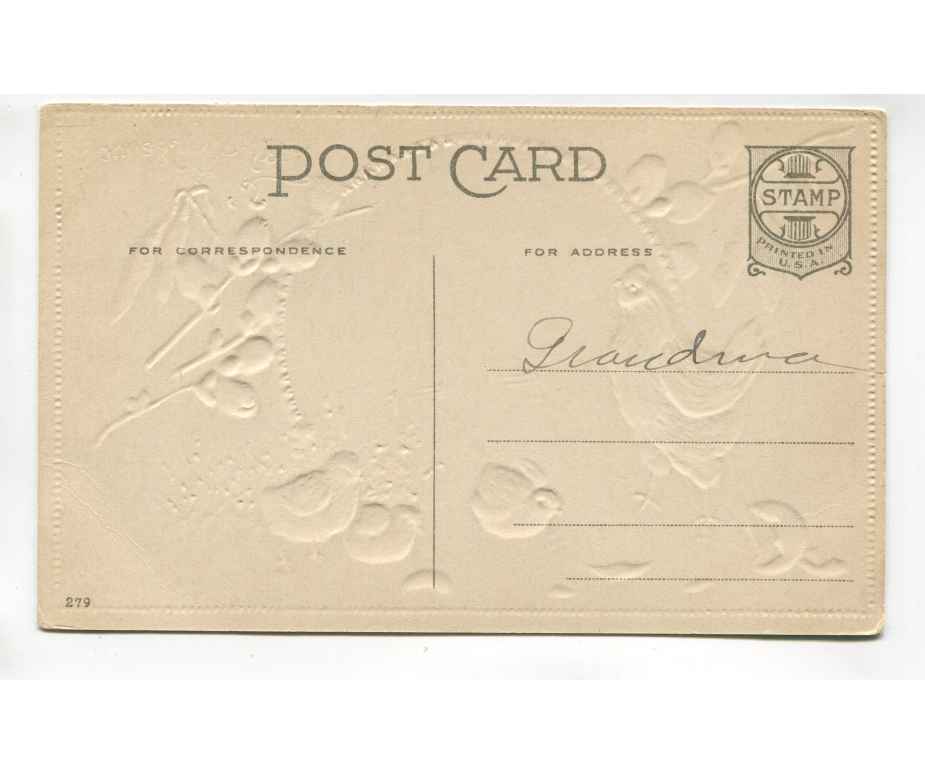 POST CARD
STAMP
PRINTED IN
U.S.A.
FOR CORRESPONDENCE
FOR ADDRESS
Grandma
279